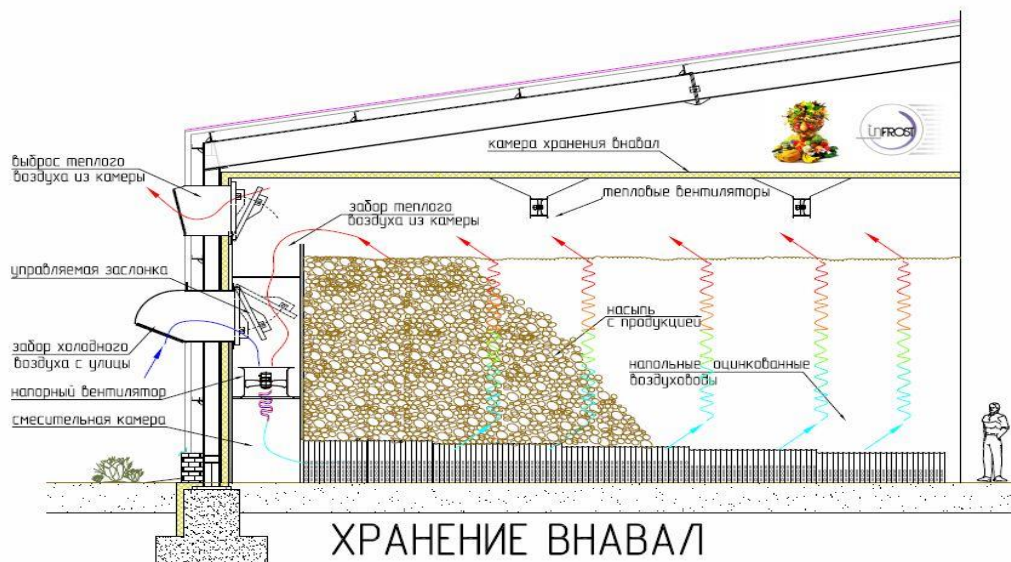 камера хранения внавал
inFROST
выброс теплого
воздуха из камеры
тепловые вентиляторы
забор теплого
воздуха из камеры
управляемая заслонка
насыпь
с продукцией
забор холодного
воздуха с улицы
напольные оцинкованные
воздуховоды
напорный вентилятор
смесительная камера
ХРАНЕНИЕ ВНАВАЛ